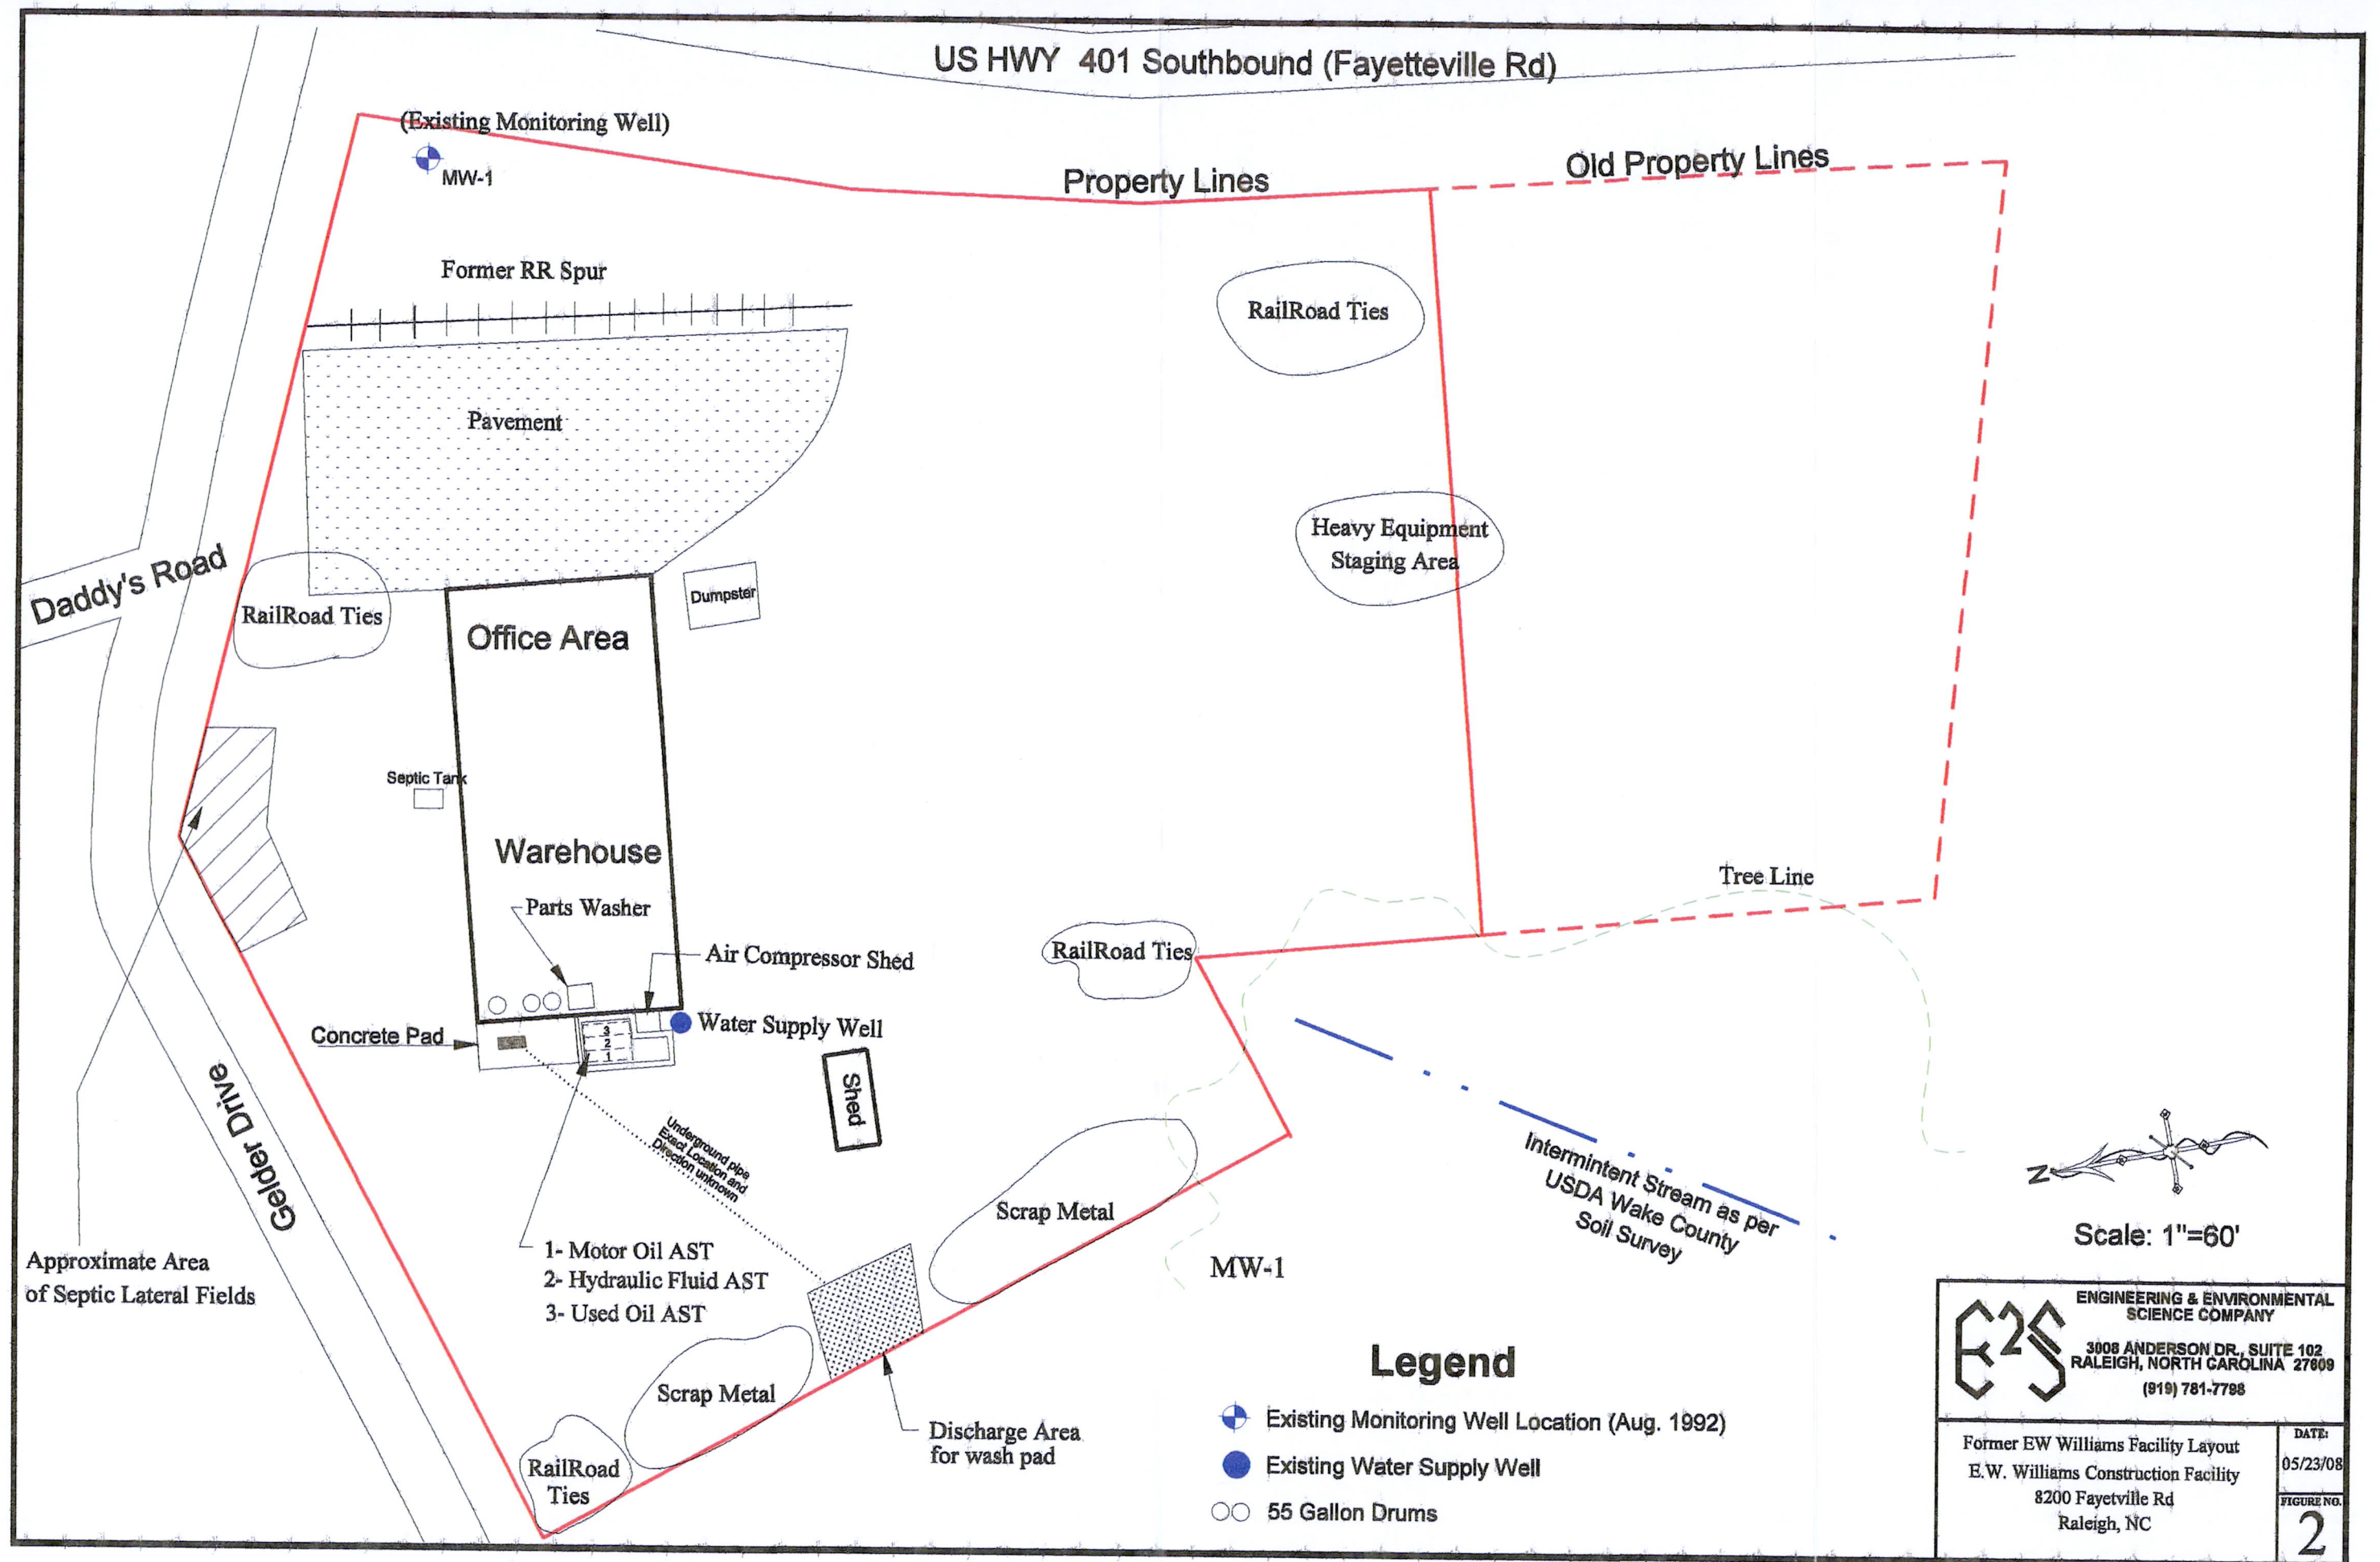 US HWY 401 Southbound (Fayetteville Rd)
(Existing Monitoring Well)
MW-1
Property Lines
Old Property Lines
Former RR Spur
RailRoad Ties
Pavement
Heavy Equipment
Staging Area
Daddy's Road
RailRoad Ties
Dumpster
Office Area
Septic Tank
Warehouse
Parts Washer
Tree Line
Air Compressor Shed
RailRoad Ties
Concrete Pad
3
2
1
Water Supply Well
Shed
Gelder Drive
Underground pipe
Exact Location and
Direction unknown
Intermintent Stream as per
USDA Wake County
Soil Survey
N
Scale: 1"=60'
Scrap Metal
MW-1
Approximate Area
of Septic Lateral Fields
1- Motor Oil AST
2- Hydraulic Fluid AST
3- Used Oil AST
Scrap Metal
RailRoad
Ties
Discharge Area
for wash pad
Legend
Existing Monitoring Well Location (Aug. 1992)
Existing Water Supply Well
55 Gallon Drums
E2S
ENGINEERING & ENVIRONMENTAL
SCIENCE COMPANY
3008 ANDERSON DR., SUITE 102
RALEIGH, NORTH CAROLINA 27609
(919) 781-7798
Former EW Williams Facility Layout
E.W. Williams Construction Facility
8200 Fayetville Rd
Raleigh, NC
DATE:
05/23/08
FIGURE NO.
2